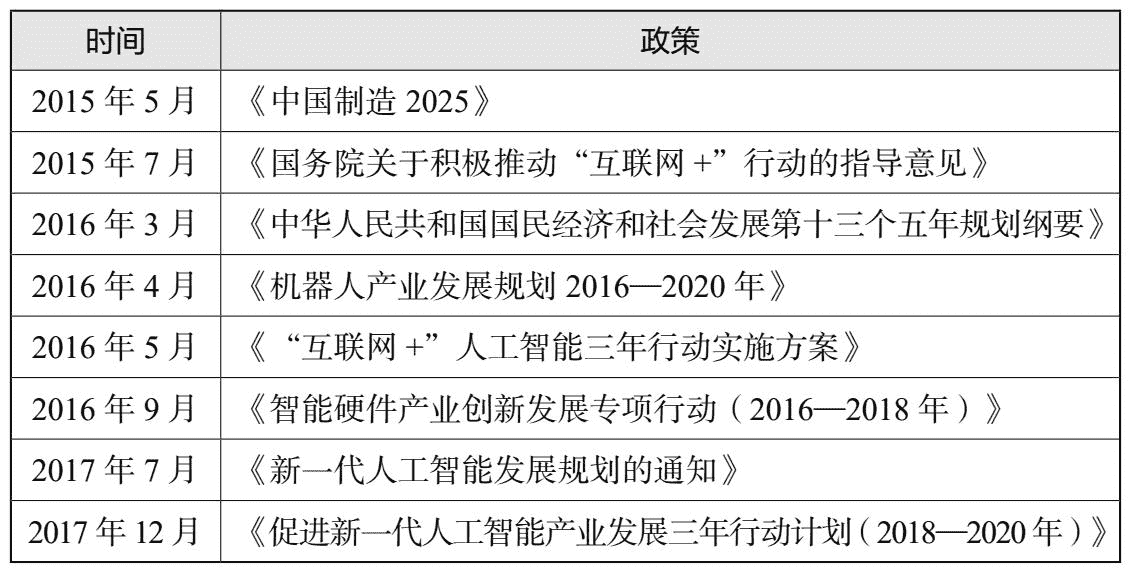 时间 政策
2015 年 5 月 《中国制造 2025》
2015 年 7 月 《国务院关于积极推动“互联网 +”行动的指导意见》
2016 年 3 月 《中华人民共和国国民经济和社会发展第十三个五年规划纲要》
2016 年 4 月 《机器人产业发展规划 2016—2020 年》
2016 年 5 月 《“互联网 +”人工智能三年行动实施方案》
2016 年 9 月 《智能硬件产业创新发展专项行动（2016—2018 年）》
2017 年 7 月 《新一代人工智能发展规划的通知》
2017 年 12 月 《促进新一代人工智能产业发展三年行动计划（2018—2020 年）》